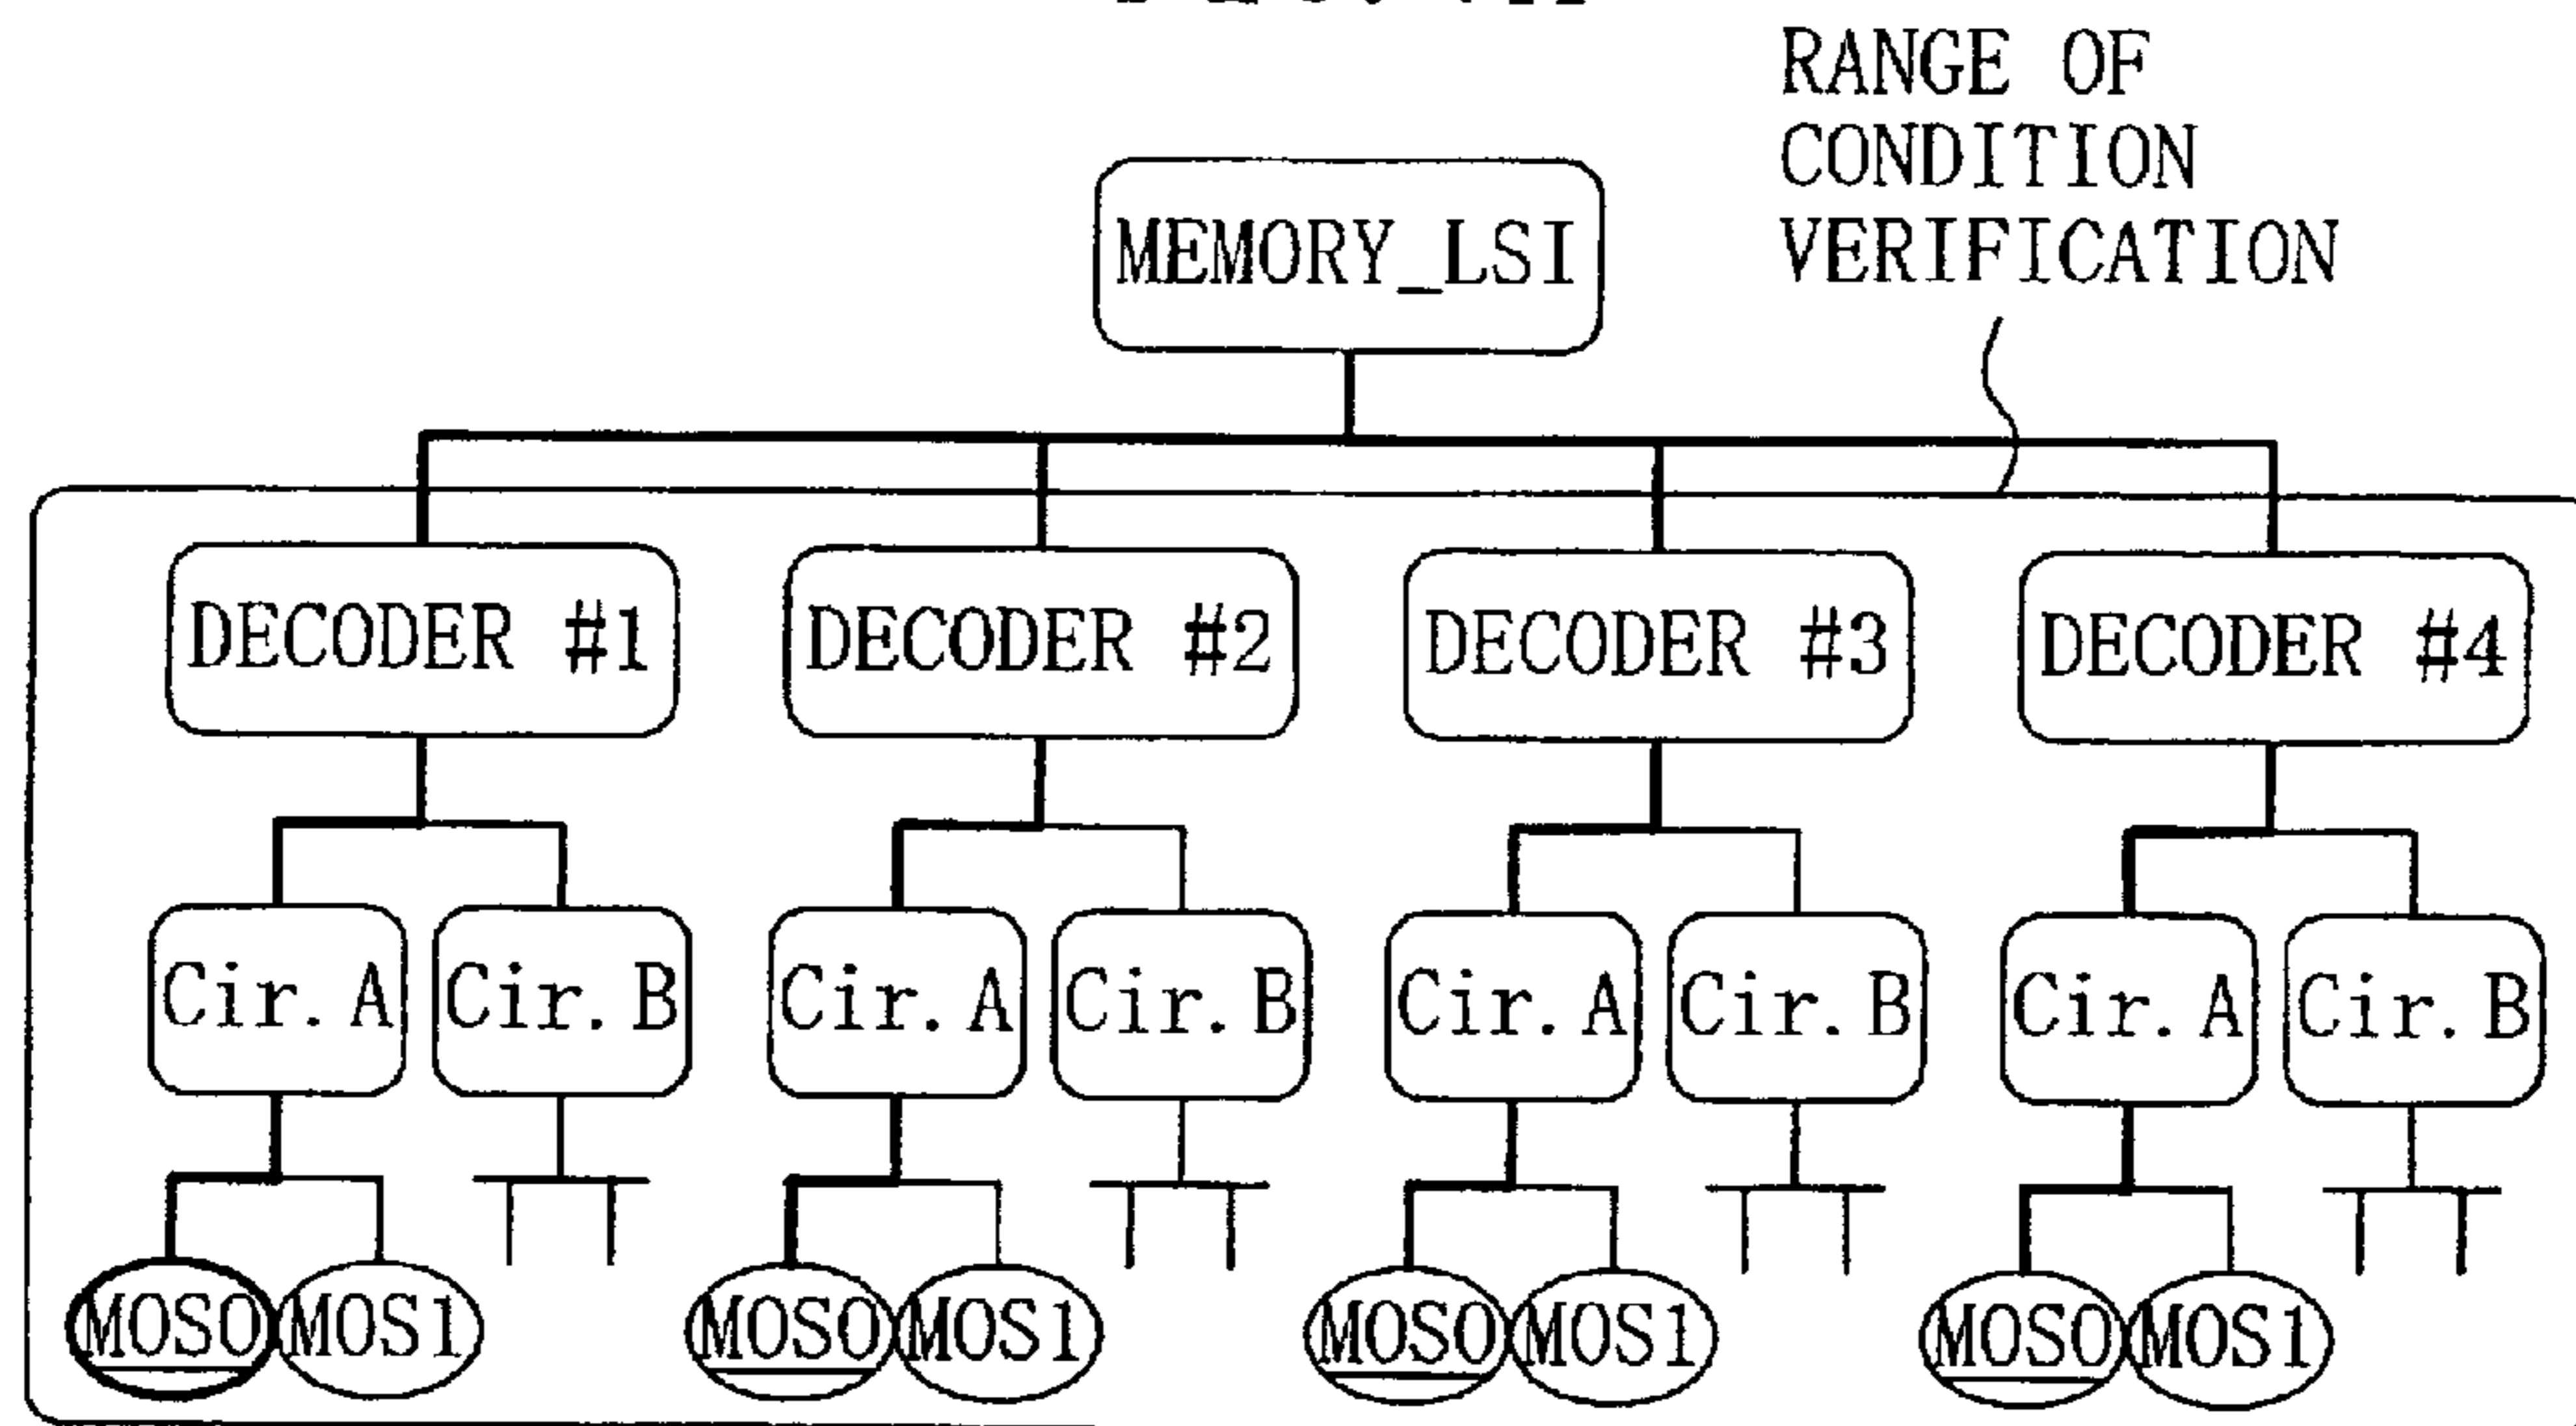 RANGE OF
CONDITION
VERIFICATION
MEMORY_LSI
DECODER #1 DECODER #2 DECODER #3 DECODER #4
Cir. A Cir. B Cir. A Cir. B Cir. A Cir. B Cir. A Cir. B
MOS0 MOS1 MOS0 MOS1 MOS0 MOS1 MOS0 MOS1